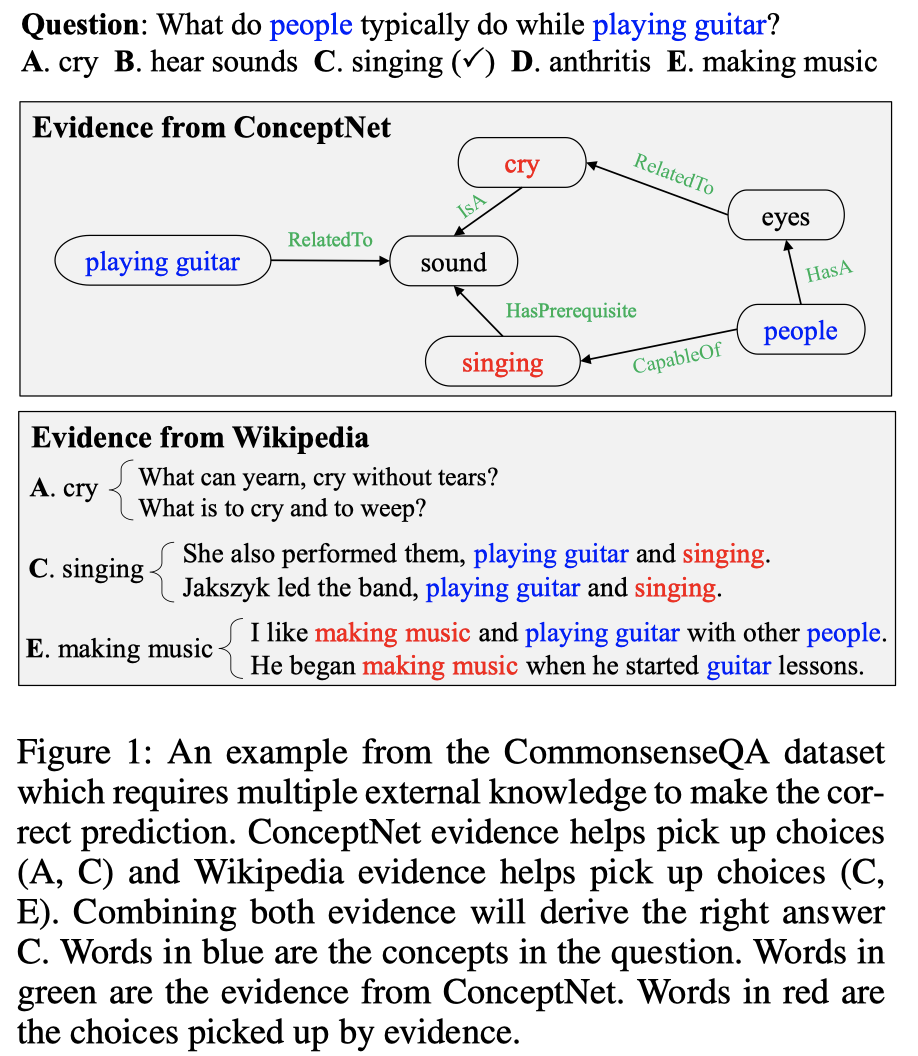 Question: What do people typically do while playing guitar?
A. cry B. hear sounds C. singing (✓) D. anthritis E. making music
Evidence from ConceptNet
cry
RelatedTo
IsA
eyes
RelatedTo
playing guitar
sound
HasA
HasPrerequisite
people
singing
CapableOf
Evidence from Wikipedia
A. cry
What can yearn, cry without tears?
What is to cry and to weep?
C. singing
She also performed them, playing guitar and singing.
Jakszyk led the band, playing guitar and singing.
E. making music
I like making music and playing guitar with other people.
He began making music when he started guitar lessons.
Figure 1: An example from the CommonsenseQA dataset
which requires multiple external knowledge to make the cor-
rect prediction. ConceptNet evidence helps pick up choices
(A, C) and Wikipedia evidence helps pick up choices (C,
E). Combining both evidence will derive the right answer
C. Words in blue are the concepts in the question. Words in
green are the evidence from ConceptNet. Words in red are
the choices picked up by evidence.